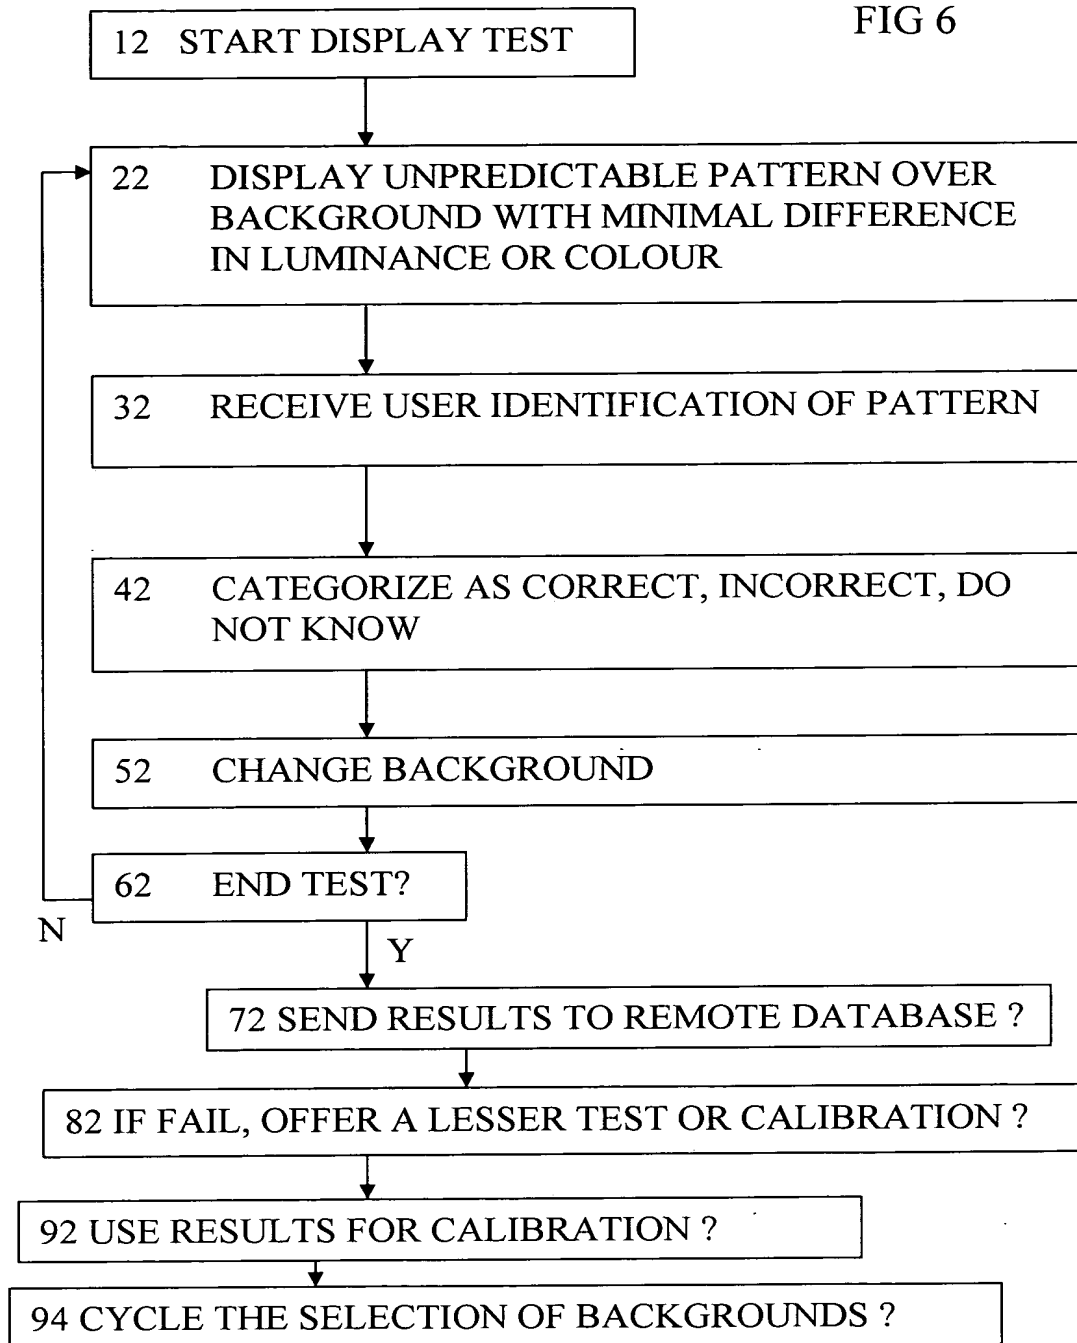 FIG 6
12 START DISPLAY TEST
22 DISPLAY UNPREDICTABLE PATTERN OVER
BACKGROUND WITH MINIMAL DIFFERENCE
IN LUMINANCE OR COLOUR
32 RECEIVE USER IDENTIFICATION OF PATTERN
42 CATEGORIZE AS CORRECT, INCORRECT, DO
NOT KNOW
52 CHANGE BACKGROUND
62 END TEST?
N
Y
72 SEND RESULTS TO REMOTE DATABASE ?
82 IF FAIL, OFFER A LESSER TEST OR CALIBRATION ?
92 USE RESULTS FOR CALIBRATION ?
94 CYCLE THE SELECTION OF BACKGROUNDS ?